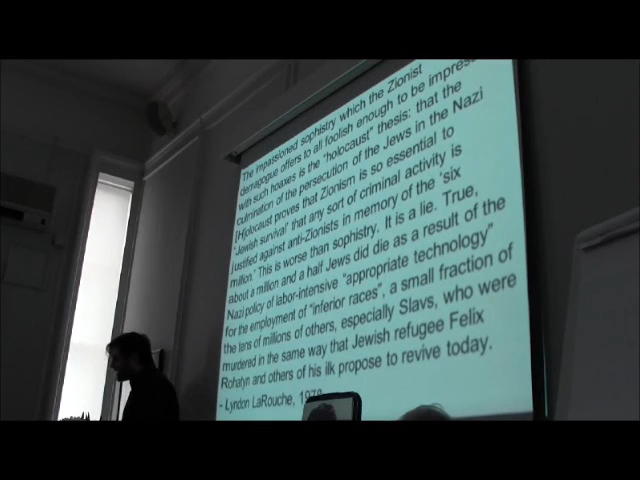 The impassioned sophistry which the Zionist
demagogue offers to all foolish enough to be impressed
with such hoaxes is the "holocaust" thesis: that the
culmination of the persecution of the Jews in the Nazi
[H]olocaust proves that Zionism is so essential to
'Jewish survival' that any sort of criminal activity is
justified against anti-Zionists in memory of the 'six
million.' This is worse than sophistry. It is a lie. True,
about a million and a half Jews did die as a result of the
Nazi policy of labor-intensive "appropriate technology"
for the employment of "inferior races", a small fraction of
the tens of millions of others, especially Slavs, who were
murdered in the same way that Jewish refugee Felix
Rohatyn and others of his ilk propose to revive today.
- Lyndon LaRouche,